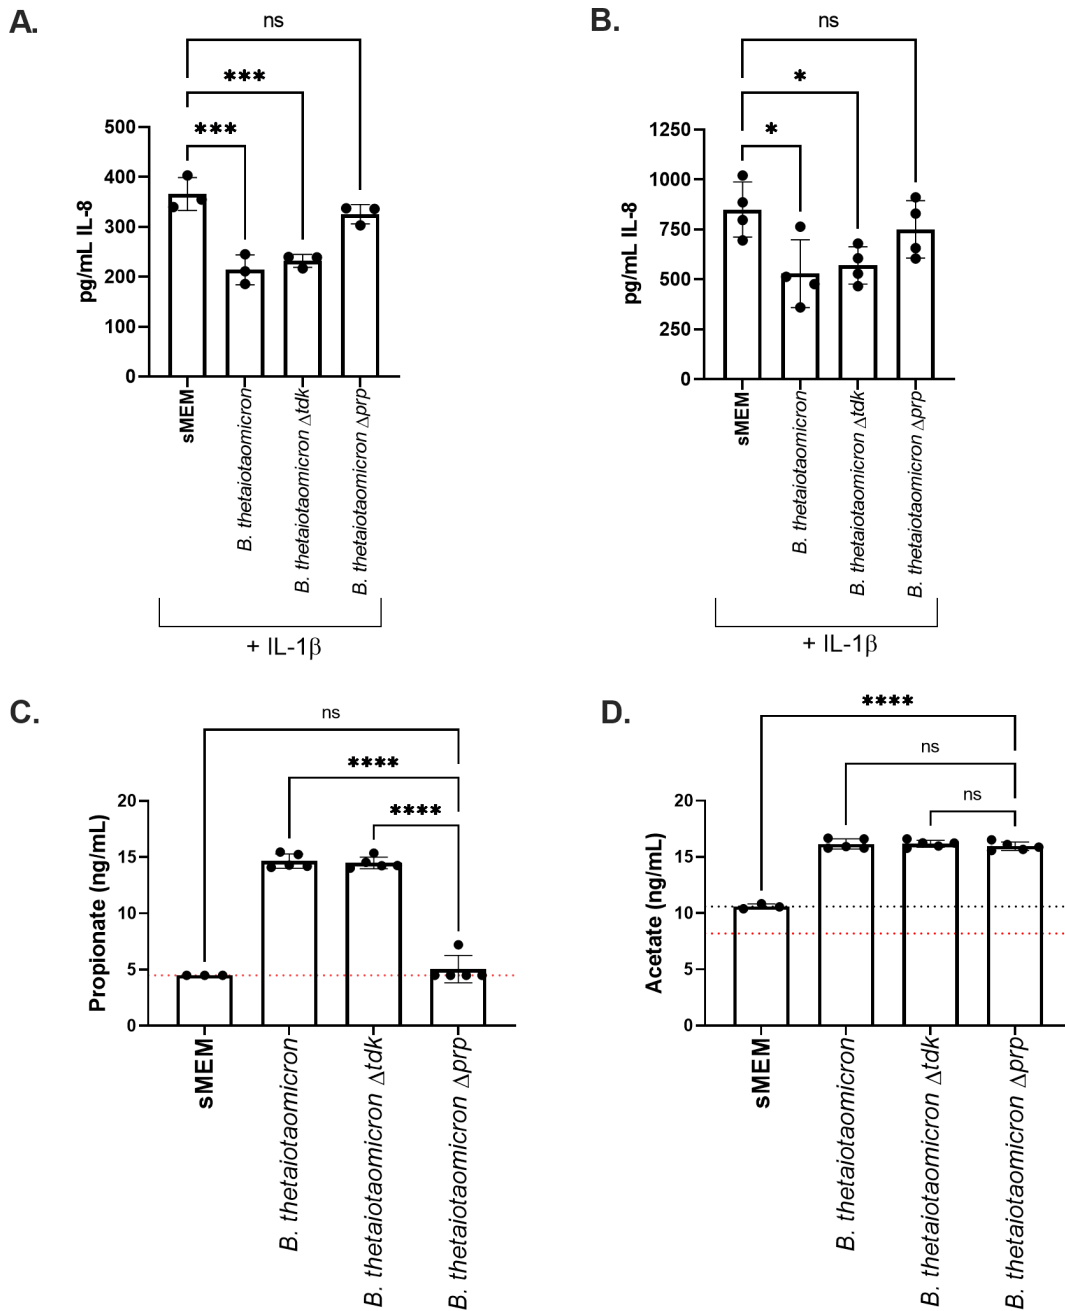 A.
ns
***
***
500
400
300
200
100
0
pg/mL IL-8
sMEM
B. thetaiotaomicron
B. thetaiotaomicron Δtdk
B. thetaiotaomicron Δprp
+ IL-1β
B.
ns
*
*
1250
1000
750
500
250
0
pg/mL IL-8
sMEM
B. thetaiotaomicron
B. thetaiotaomicron Δtdk
B. thetaiotaomicron Δprp
+ IL-1β
C.
ns
****
****
20
15
10
5
0
Propionate (ng/mL)
sMEM
B. thetaiotaomicron
B. thetaiotaomicron Δtdk
B. thetaiotaomicron Δprp
D.
****
ns
ns
20
15
10
5
0
Acetate (ng/mL)
sMEM
B. thetaiotaomicron
B. thetaiotaomicron Δtdk
B. thetaiotaomicron Δprp